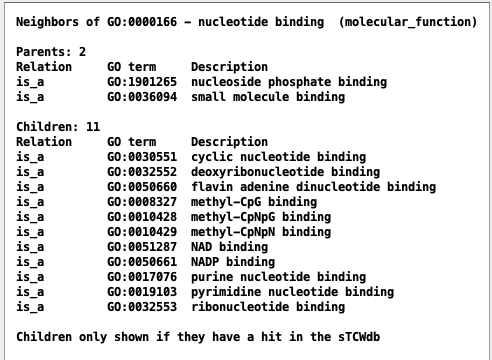 Neighbors of GO:0000166 – nucleotide binding (molecular_function)
Parents: 2
Relation GO term Description
is_a GO:1901265 nucleoside phosphate binding
is_a GO:0036094 small molecule binding
Children: 11
Relation GO term Description
is_a GO:0030551 cyclic nucleotide binding
is_a GO:0032552 deoxyribonucleotide binding
is_a GO:0050660 flavin adenine dinucleotide binding
is_a GO:0008327 methyl–CpG binding
is_a GO:0010428 methyl–CpNpG binding
is_a GO:0010429 methyl–CpNpN binding
is_a GO:0051287 NAD binding
is_a GO:0050661 NADP binding
is_a GO:0017076 purine nucleotide binding
is_a GO:0019103 pyrimidine nucleotide binding
is_a GO:0032553 ribonucleotide binding
Children only shown if they have a hit in the sTCWdb